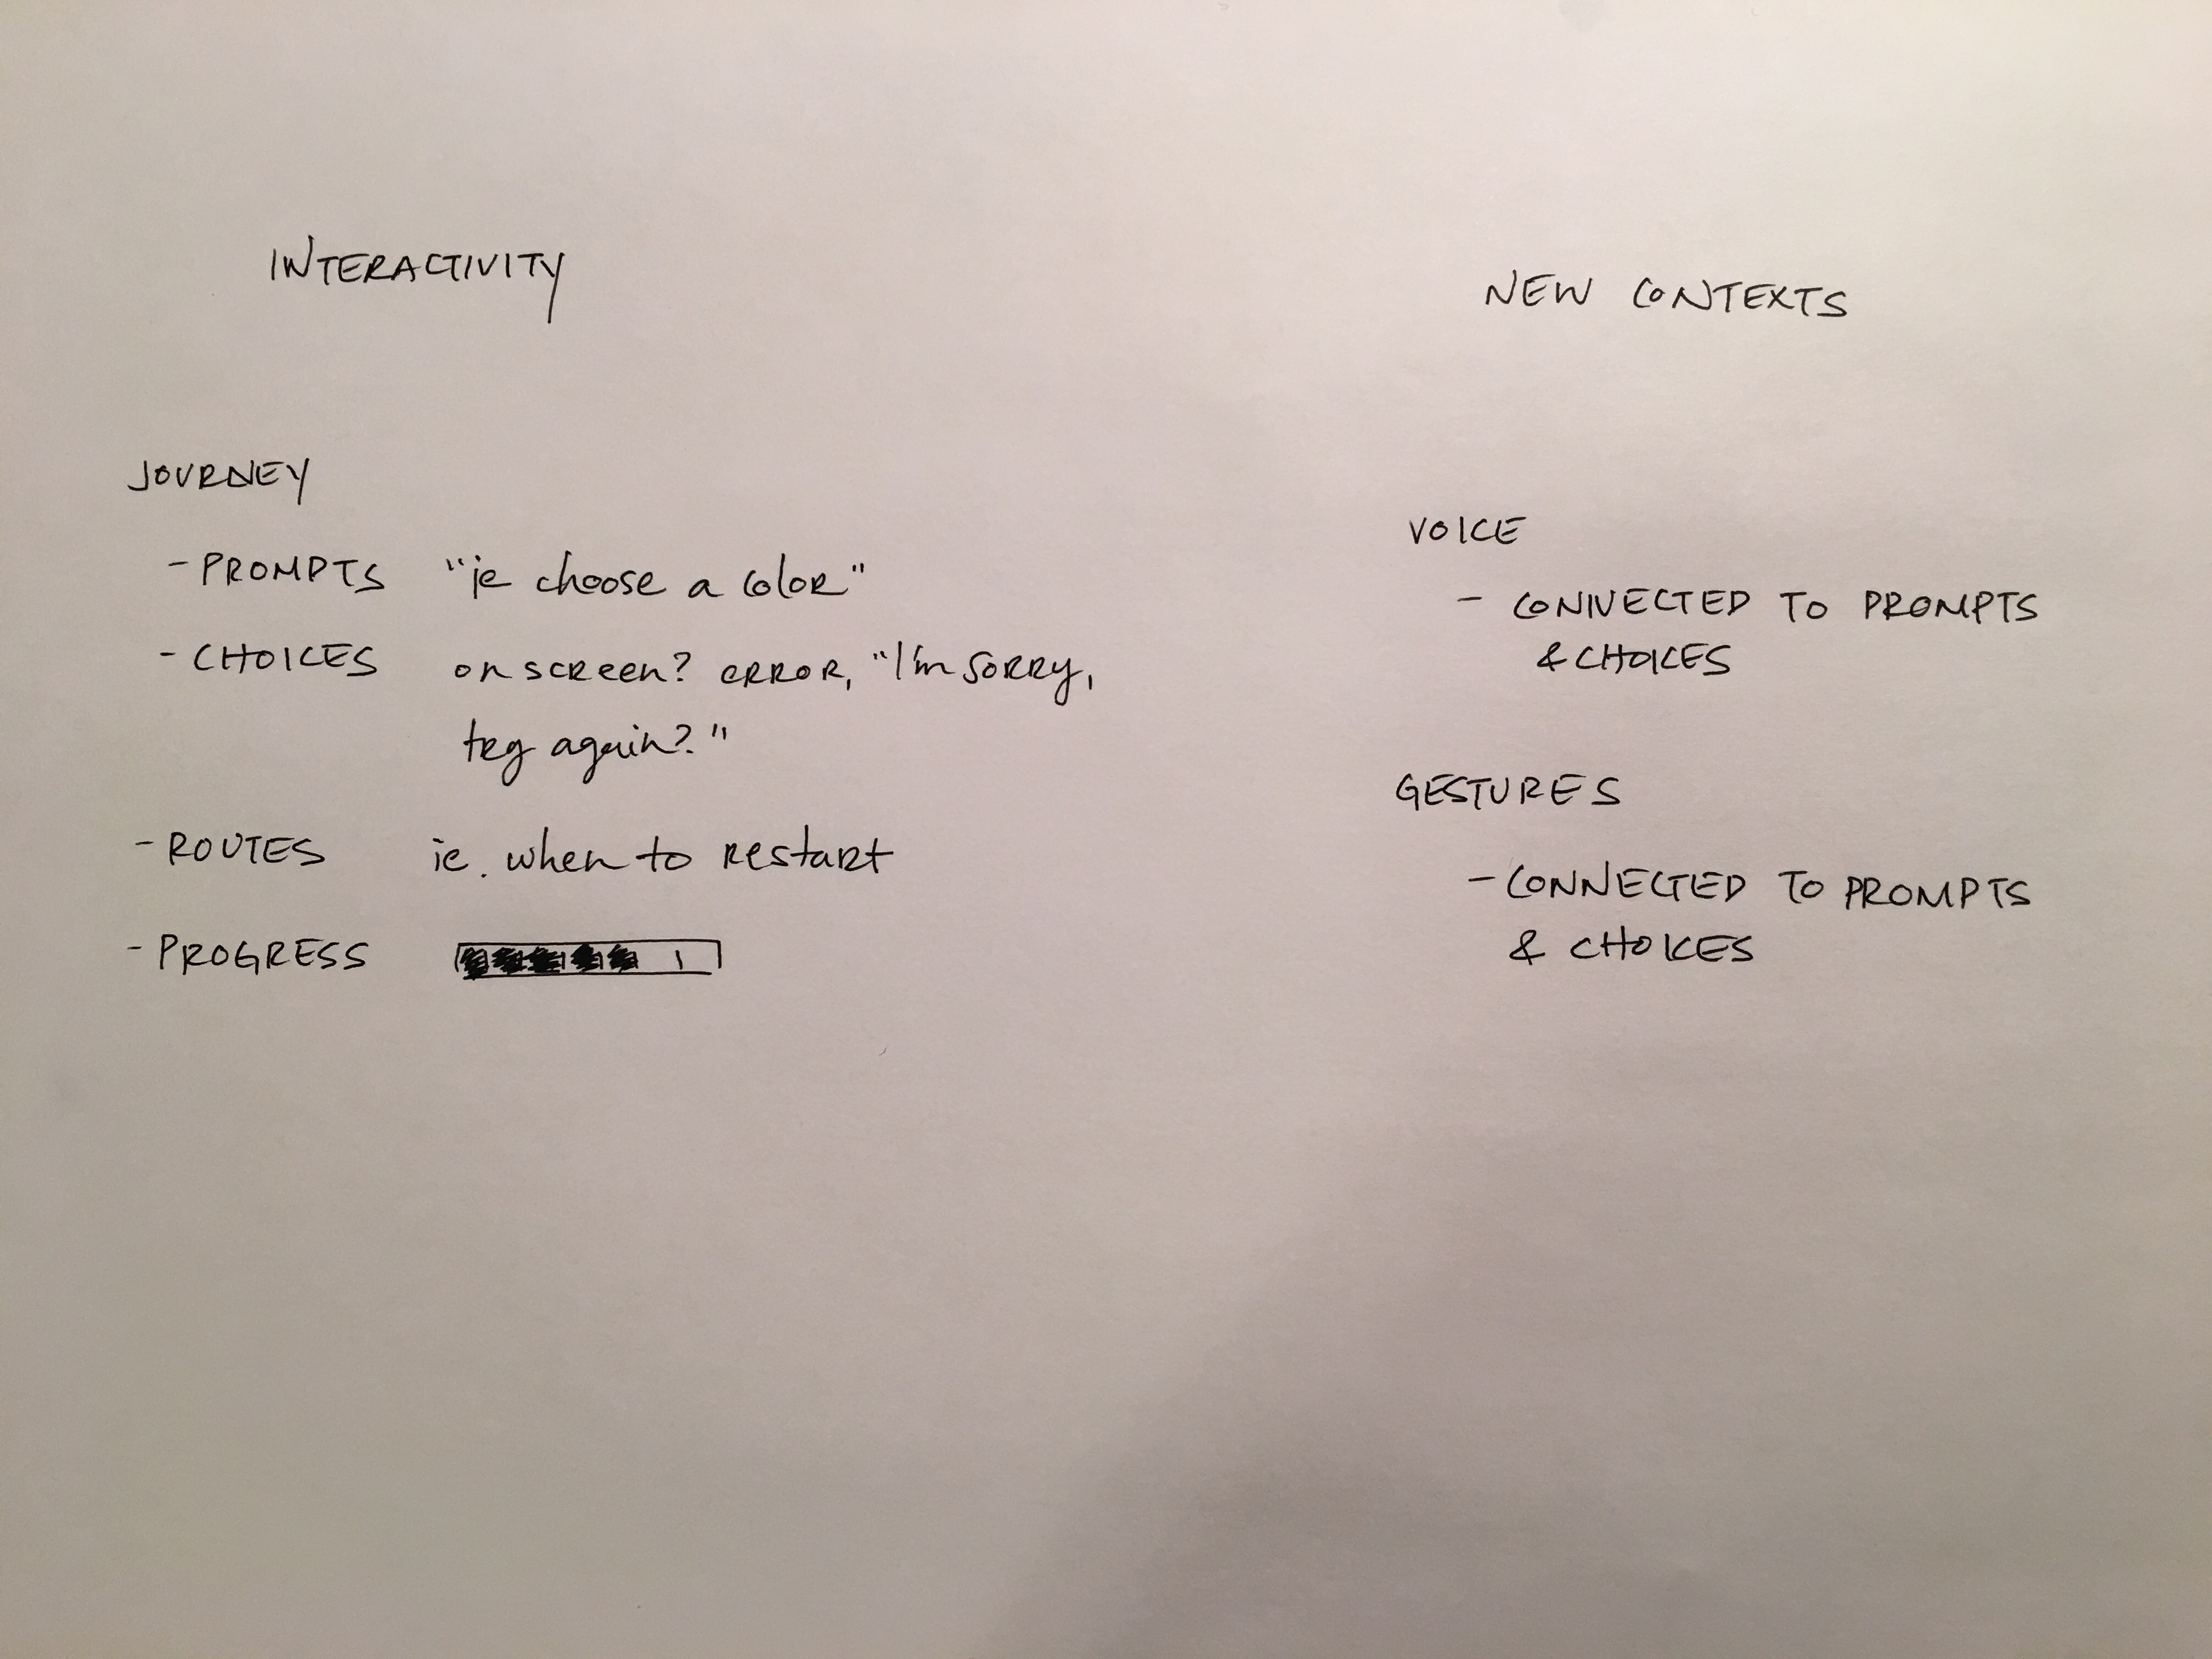 INTERACTIVITY
JOURNEY
- PROMPTS "ie choose a color"
- CHOICES on screen? error, "I'm sorry,
try again?"
- ROUTES ie. when to restart
- PROGRESS
NEW CONTEXTS
VOICE
- CONNECTED TO PROMPTS
& CHOICES
GESTURES
- CONNECTED TO PROMPTS
& CHOICES